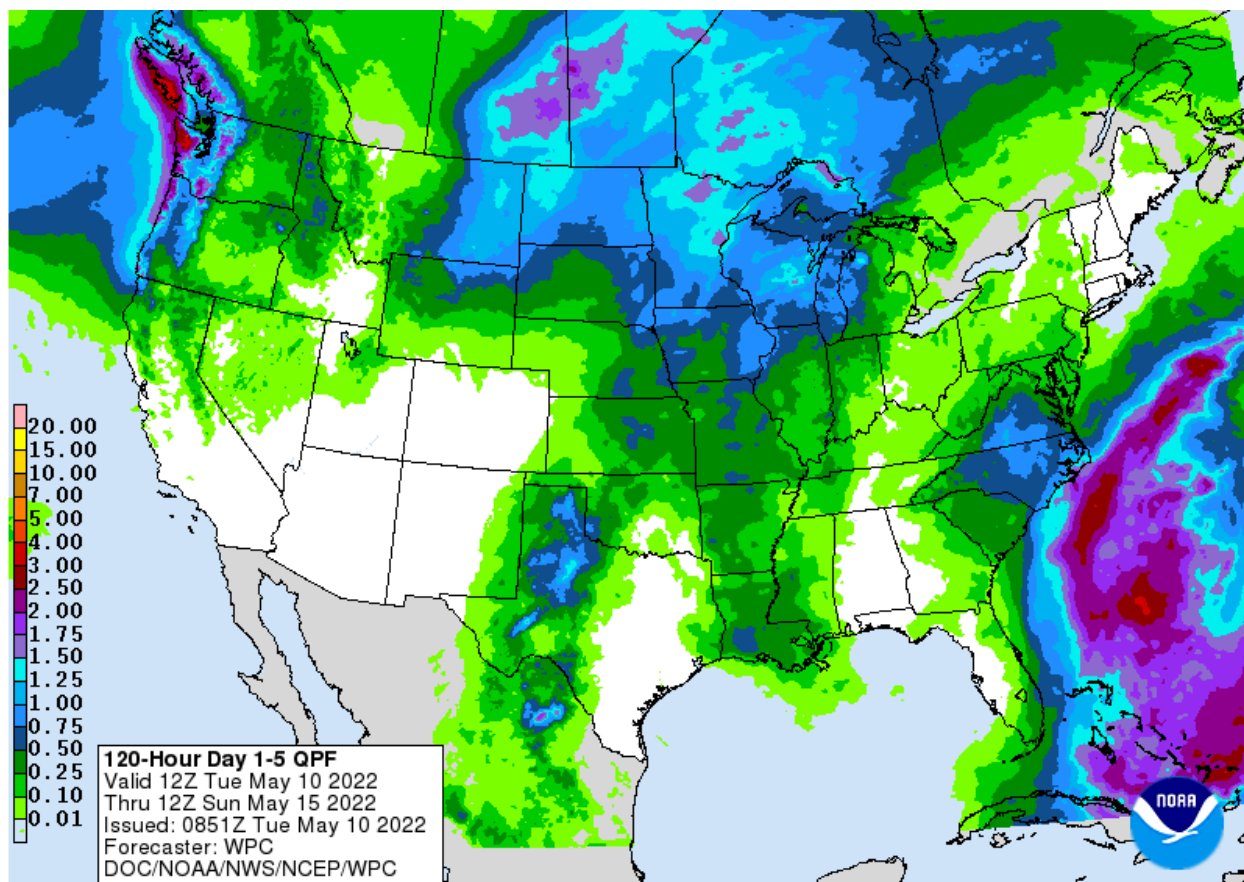 20.00
15.00
10.00
7.00
5.00
4.00
3.00
2.50
2.00
1.75
1.50
1.25
1.00
0.75
0.50
0.25
0.10
0.01
120-Hour Day 1-5 QPF
Valid 12Z Tue May 10 2022
Thru 12Z Sun May 15 2022
Issued: 0851Z Tue May 10 2022
Forecaster: WPC
DOC/NOAA/NWS/NCEP/WPC
NOAA